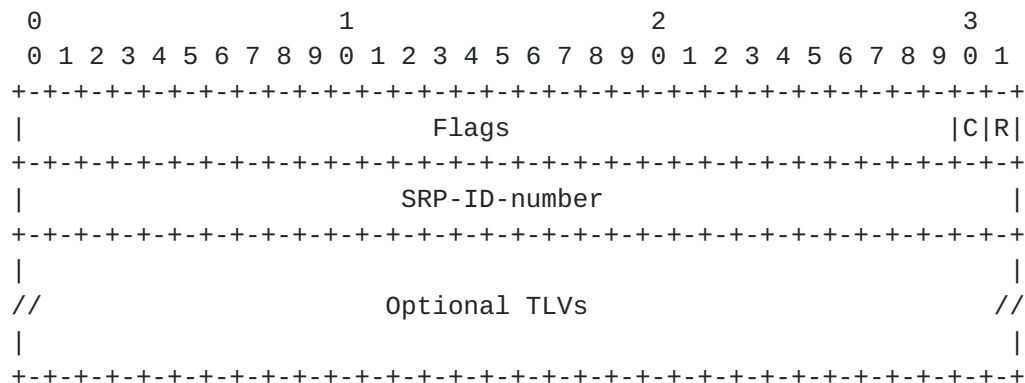 0                   1                   2                   3
 0 1 2 3 4 5 6 7 8 9 0 1 2 3 4 5 6 7 8 9 0 1 2 3 4 5 6 7 8 9 0 1
+-+-+-+-+-+-+-+-+-+-+-+-+-+-+-+-+-+-+-+-+-+-+-+-+-+-+-+-+-+-+-+-+
|                          Flags                            |C|R|
+-+-+-+-+-+-+-+-+-+-+-+-+-+-+-+-+-+-+-+-+-+-+-+-+-+-+-+-+-+-+-+-+
|                        SRP-ID-number                          |
+-+-+-+-+-+-+-+-+-+-+-+-+-+-+-+-+-+-+-+-+-+-+-+-+-+-+-+-+-+-+-+-+
|                                                               |
//                      Optional TLVs                          //
|                                                               |
+-+-+-+-+-+-+-+-+-+-+-+-+-+-+-+-+-+-+-+-+-+-+-+-+-+-+-+-+-+-+-+-+